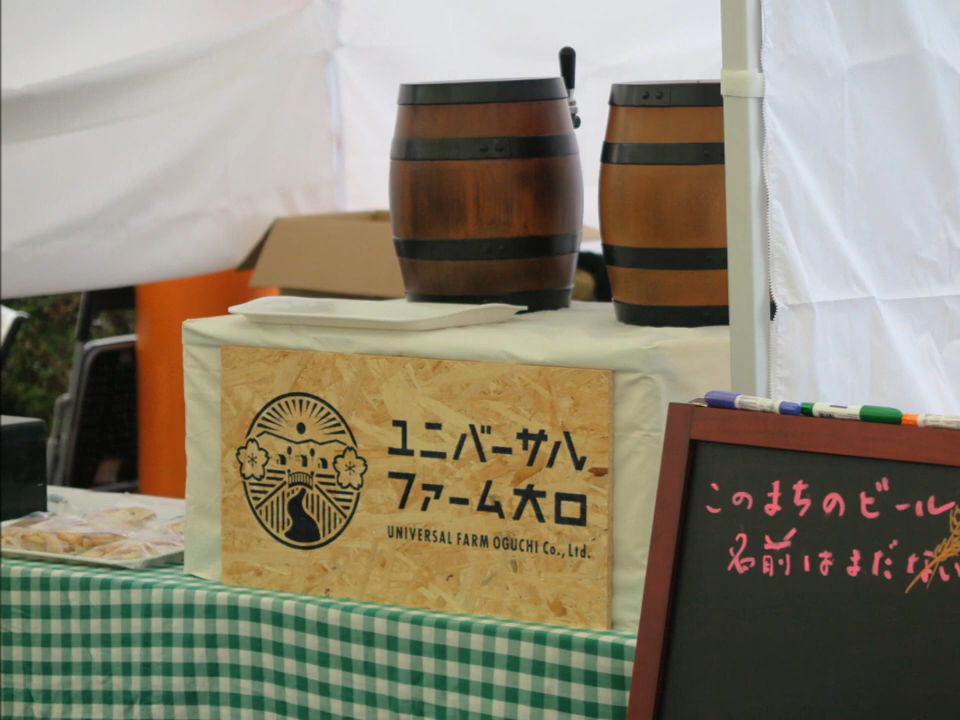 ユニバーサル
ファーム大口
UNIVERSAL FARM OGUCHI Co., Ltd.
このまちのビール
名前はまだない